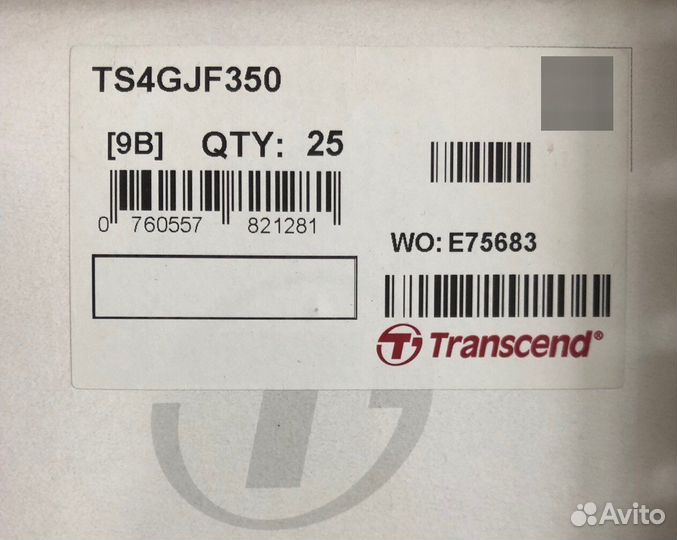 TS4GJF350
[9B] QTY: 25
0 760557 821281
WO: E75683
Transcend®
Avito